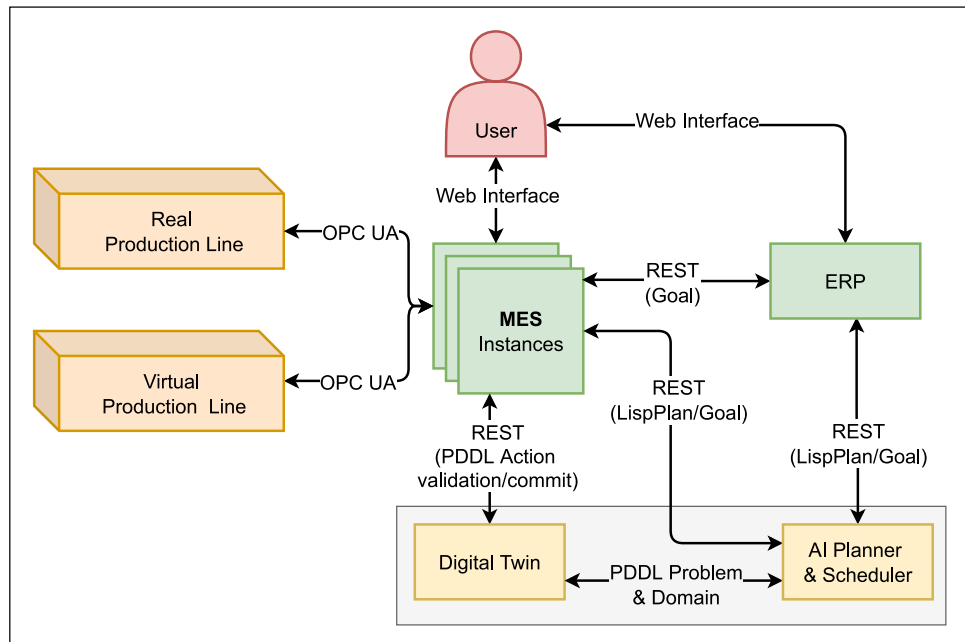 User
Web Interface
Web Interface
Real
Production Line
OPC UA
REST
(Goal)
ERP
MES
Instances
Virtual
Production Line
OPC UA
REST
(LispPlan/Goal)
REST
(PDDL Action
validation/commit)
REST
(LispPlan/Goal)
Digital Twin
PDDL Problem
& Domain
AI Planner
& Scheduler